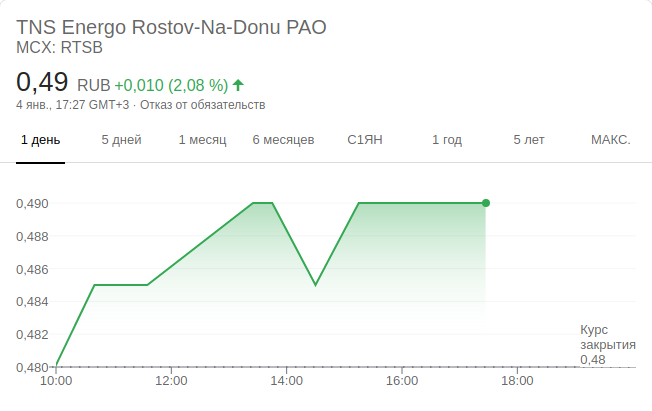 TNS Energo Rostov-Na-Donu PAO
MCX: RTSB
0,49 RUB +0,010 (2,08 %)
4 янв., 17:27 GMT+3 · Отказ от обязательств
1 день 5 дней 1 месяц 6 месяцев С1ЯН 1 год 5 лет МАКС.
0,490
0,488
0,486
0,484
0,482
0,480
Курс
закрытия
0,48
10:00 12:00 14:00 16:00 18:00